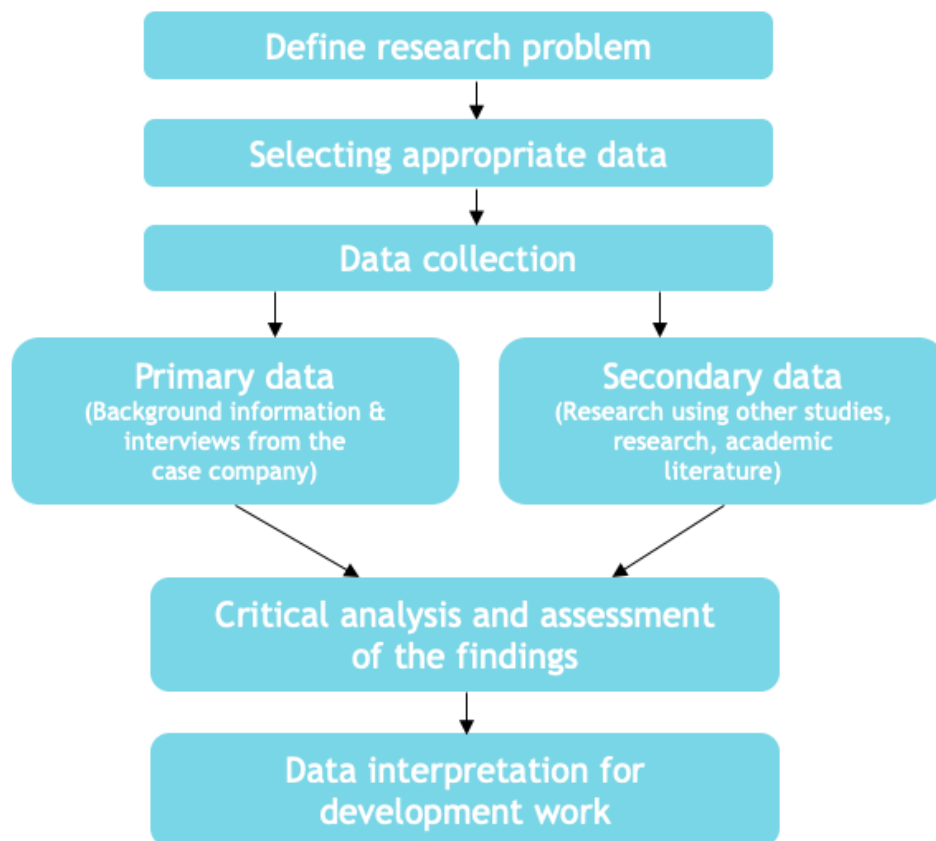 Define research problem
Selecting appropriate data
Data collection
Primary data
(Background information &
interviews from the
case company)
Secondary data
(Research using other studies,
research, academic
literature)
Critical analysis and assessment
of the findings
Data interpretation for
development work